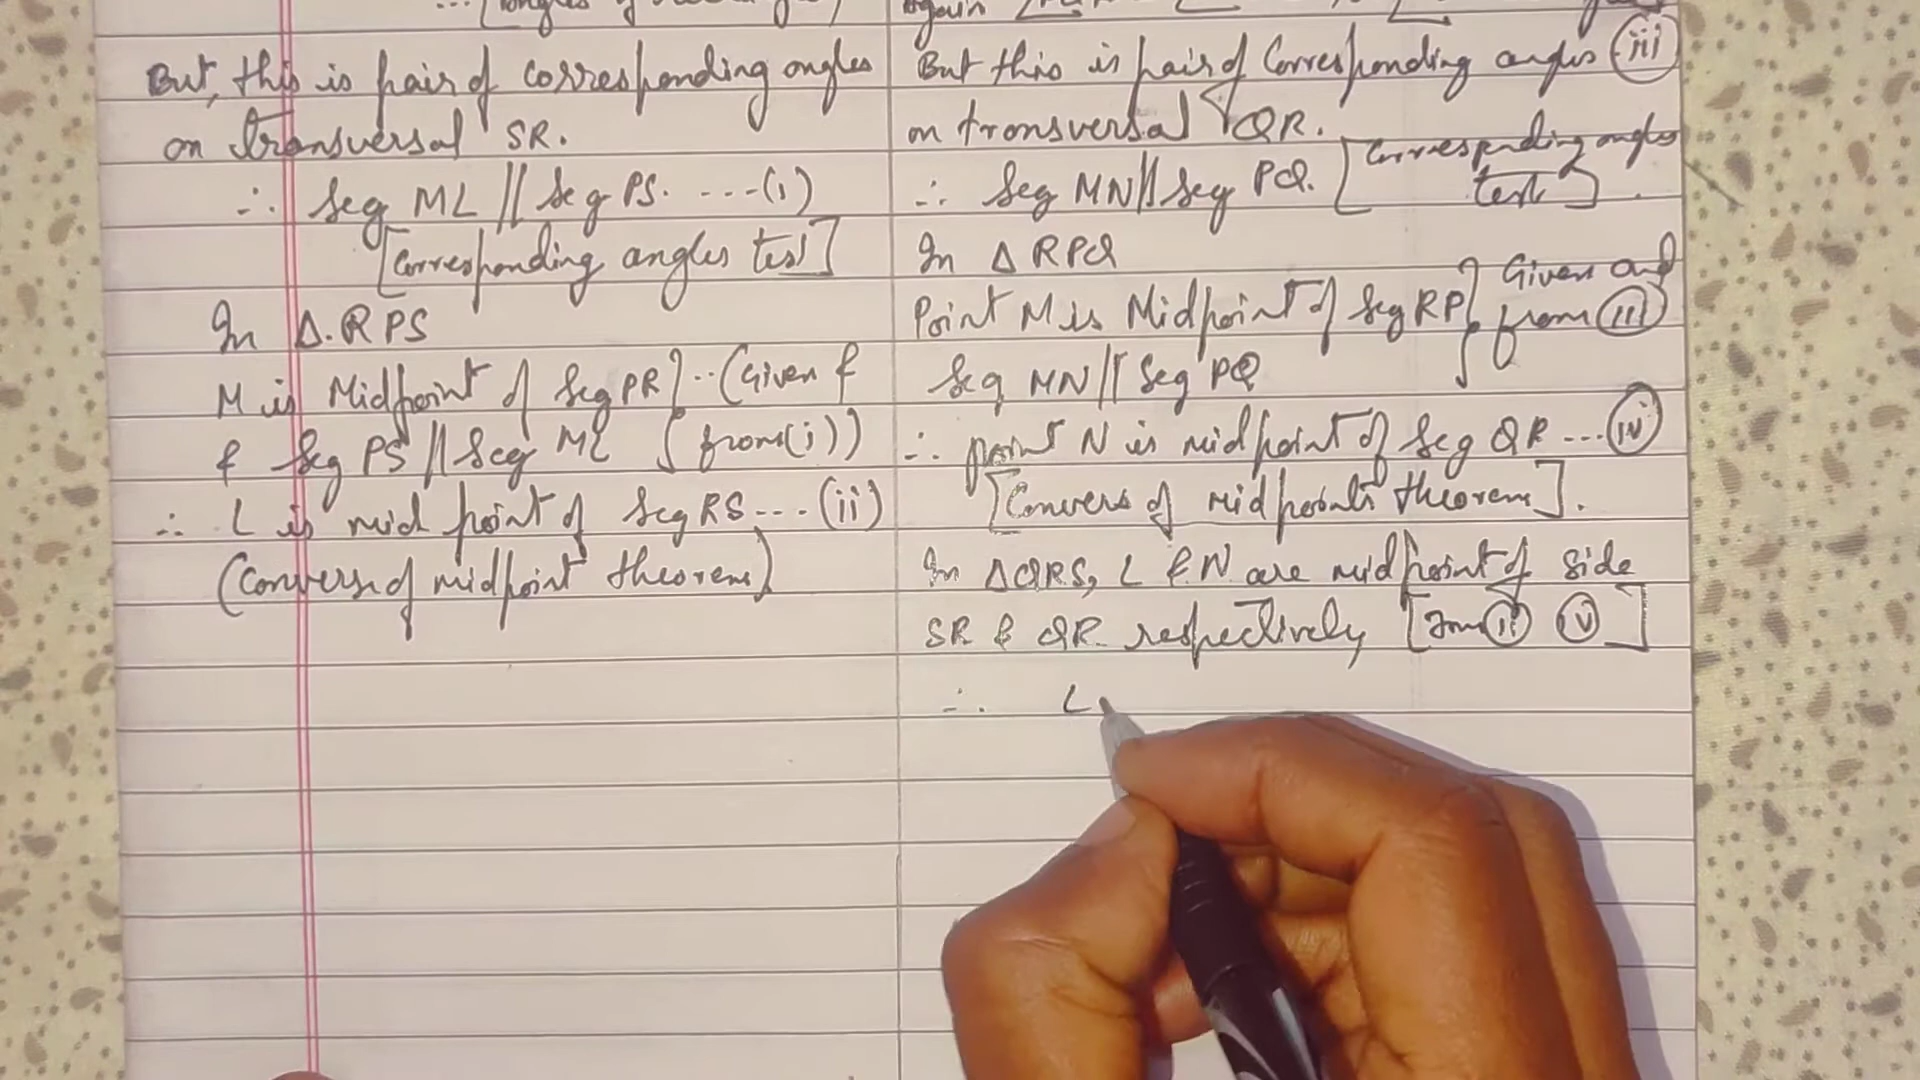 But, this is pair of corresponding angles
on transversal SR.
∴ seg ML || seg PS. ---(i)
[Corresponding angles test]
In Δ.RPS
M is Midpoint of seg PR] ..(Given &
& seg PS || seg ML ∫ from(i))
∴ L is mid point of seg RS... (ii)
(Converse of midpoint theorem)
again
But this is pair of Corresponding angles (iii)
on transversal QR.
∴ seg MN || seg PQ. [Corresponding angles
test]
In Δ RPQ
Point M is Midpoint of seg RP] Given and
from (iii)
seg MN || seg PQ
∴ point N is midpoint of seg QR ...(iv)
[Convers of midpoint theorem].
In ΔQRS, L & N are midpoint of side
SR & QR respectively [from (ii) (iv)]
∴ L